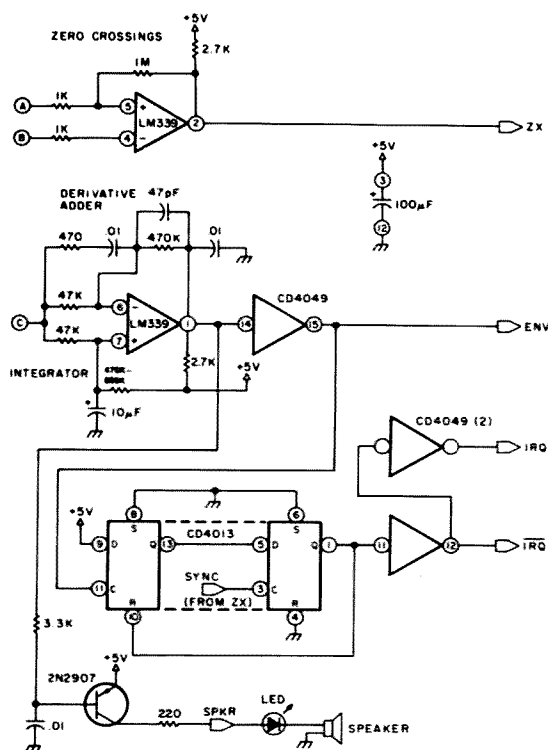 +5V
ZERO CROSSINGS
2.7K
1M
A
1K
5
+
LM339
2
ZX
B
1K
4
−
+5V
3
+
100µF
12
DERIVATIVE
ADDER
47pF
470
.01
470K
.01
CD4049
47K
6
−
C
LM339
1
14
15
ENV
47K
7
+
2.7K
INTEGRATOR
+5V
+
10µF
CD4049 (2)
IRQ
8
6
+5V
S
S
CD4013
9
D
Q
13
5
D
Q
1
11
12
IRQ
SYNC
11
C
3
C
(FROM ZX)
R
R
10
4
3.3K
+5V
2N2907
LED
220
SPKR
.01
SPEAKER